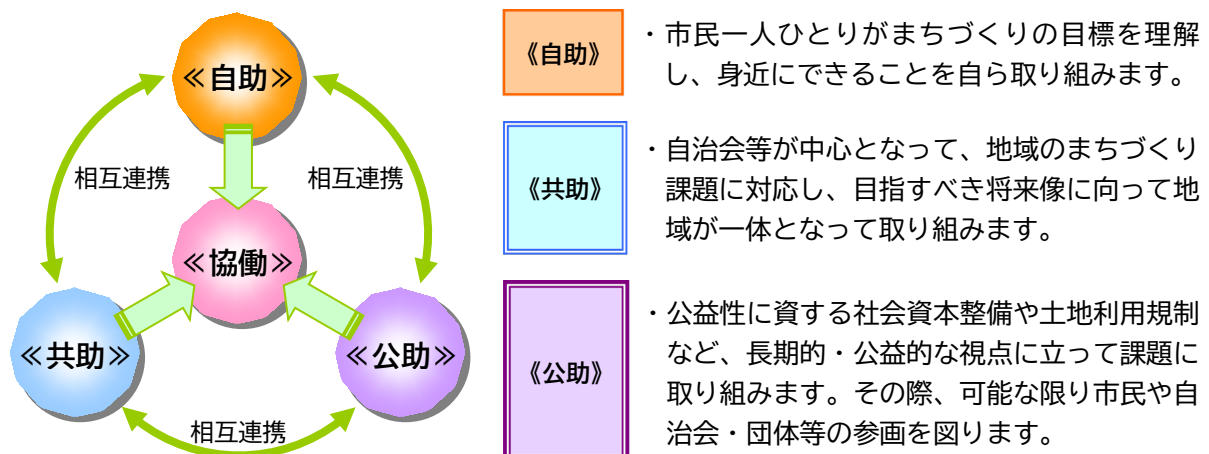 ≪自助≫
相互連携
相互連携
≪協働≫
≪共助≫
≪公助≫
相互連携
《自助》
・市民一人ひとりがまちづくりの目標を理解
し、身近にできることを自ら取り組みます。
《共助》
・自治会等が中心となって、地域のまちづくり
課題に対応し、目指すべき将来像に向って地
域が一体となって取り組みます。
《公助》
・公益性に資する社会資本整備や土地利用規制
など、長期的・公益的な視点に立って課題に
取り組みます。その際、可能な限り市民や自
治会・団体等の参画を図ります。